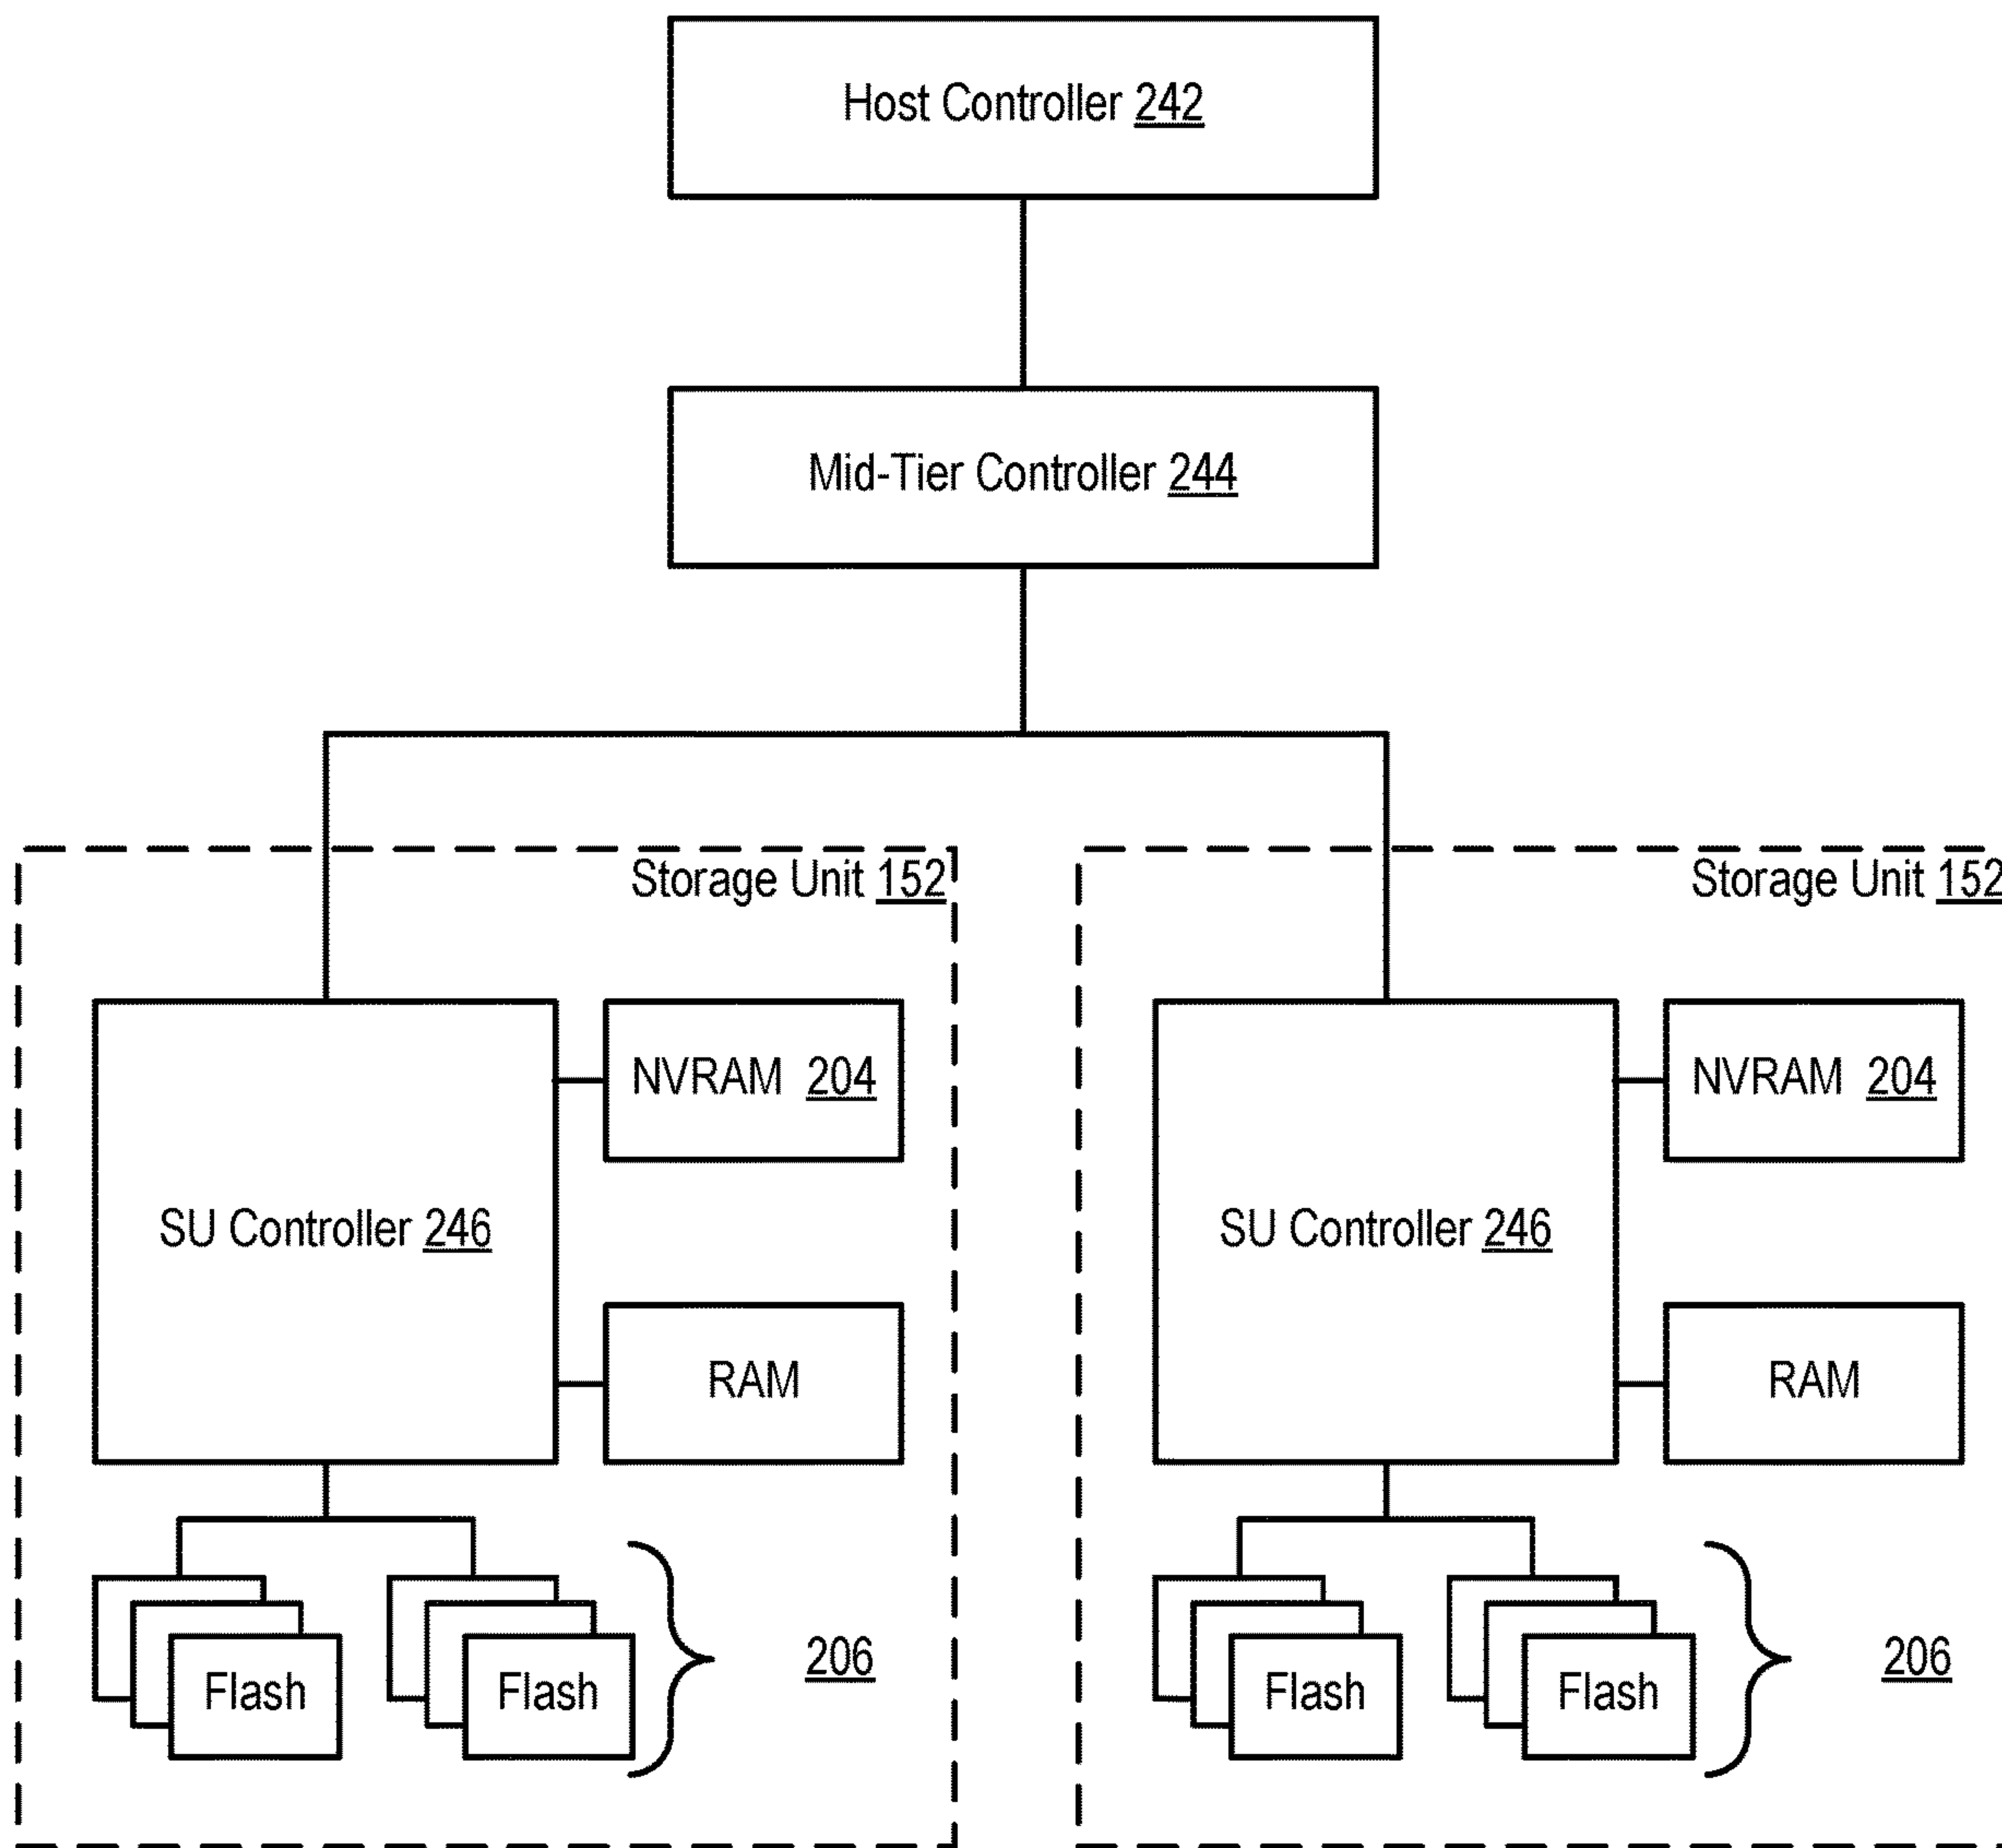 Host Controller 242
Mid-Tier Controller 244
Storage Unit 152
NVRAM 204
SU Controller 246
RAM
Flash
Flash
206
Storage Unit 152
NVRAM 204
SU Controller 246
RAM
Flash
Flash
206